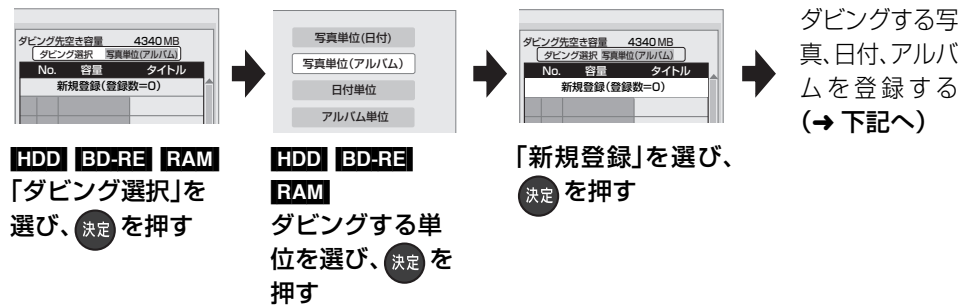 ダビング先空き容量 4340MB
ダビング選択 写真単位(アルバム)
No. 容量 タイトル
新規登録(登録数=0)
HDD BD-RE RAM
「ダビング選択」を
選び、決定を押す
写真単位(日付)
写真単位(アルバム)
日付単位
アルバム単位
HDD BD-RE
RAM
ダビングする単
位を選び、決定を
押す
ダビング先空き容量 4340MB
ダビング選択 写真単位(アルバム)
No. 容量 タイトル
新規登録(登録数=0)
「新規登録」を選び、
決定を押す
ダビングする写
真、日付、アルバ
ムを登録する
(➜ 下記へ)